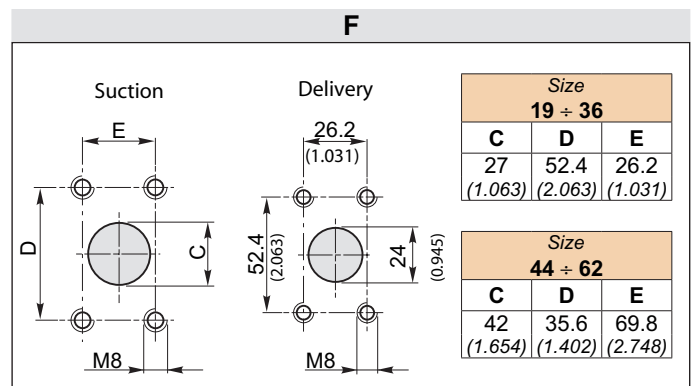 F
Suction
Delivery
E
26.2
(1.031)
D
C
52.4
(2.063)
24
(0.945)
M8
M8
Size
19 ÷ 36
C D E
27 52.4 26.2
(1.063) (2.063) (1.031)
Size
44 ÷ 62
C D E
42 35.6 69.8
(1.654) (1.402) (2.748)